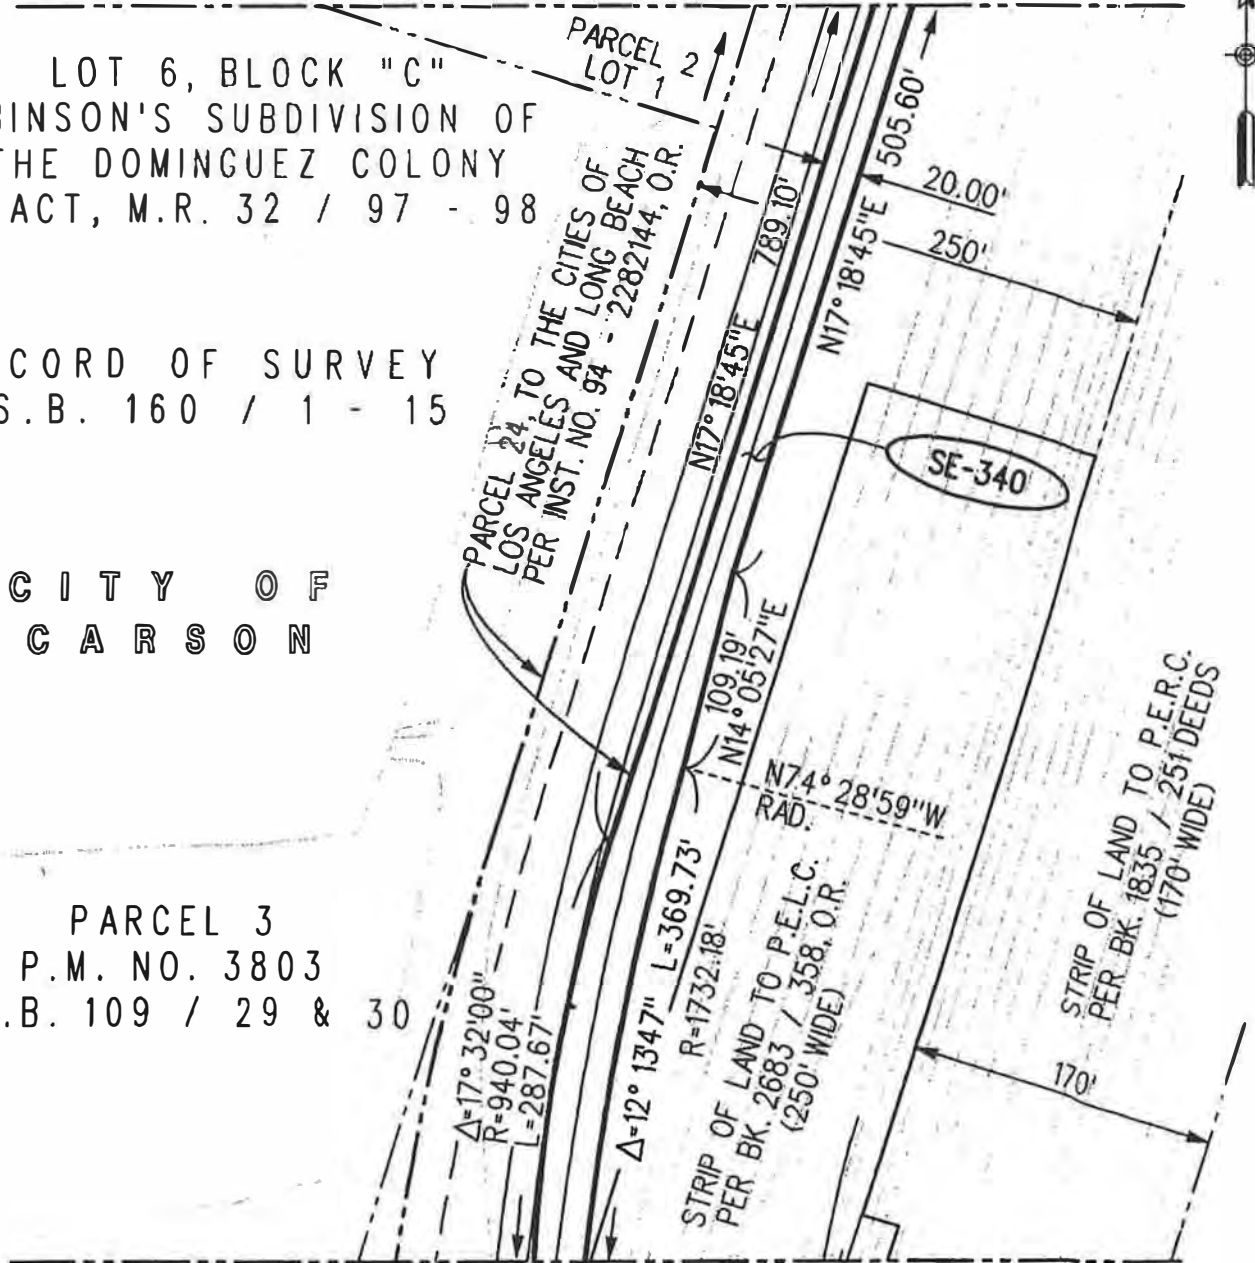 PARCEL 2
LOT 1
LOT 6, BLOCK "C"
BINSON'S SUBDIVISION OF
THE DOMINGUEZ COLONY
ACT, M.R. 32 / 97 - 98
CORD OF SURVEY
S.B. 160 / 1 - 15
CITY OF
CARSON
PARCEL 3
P.M. NO. 3803
.B. 109 / 29 & 30
PARCEL 24, TO THE CITIES OF
LOS ANGELES AND LONG BEACH
PER INST. NO. 94 - 2282144, O.R.
N17°18'45"E 789.10'
N17°18'45"E 505.60'
20.00'
250'
SE-340
109.19'
N14°05'27"E
N74°28'59"W
RAD.
Δ=17°32'00"
R=940.04'
L=287.67'
Δ=12°13'47" L=369.73'
R=1732.18'
STRIP OF LAND TO P.E.L.C.
PER BK. 2683 / 358, O.R.
(250' WIDE)
STRIP OF LAND TO P.E.R.C.
PER BK. 1835 / 251 DEEDS
(170' WIDE)
170'